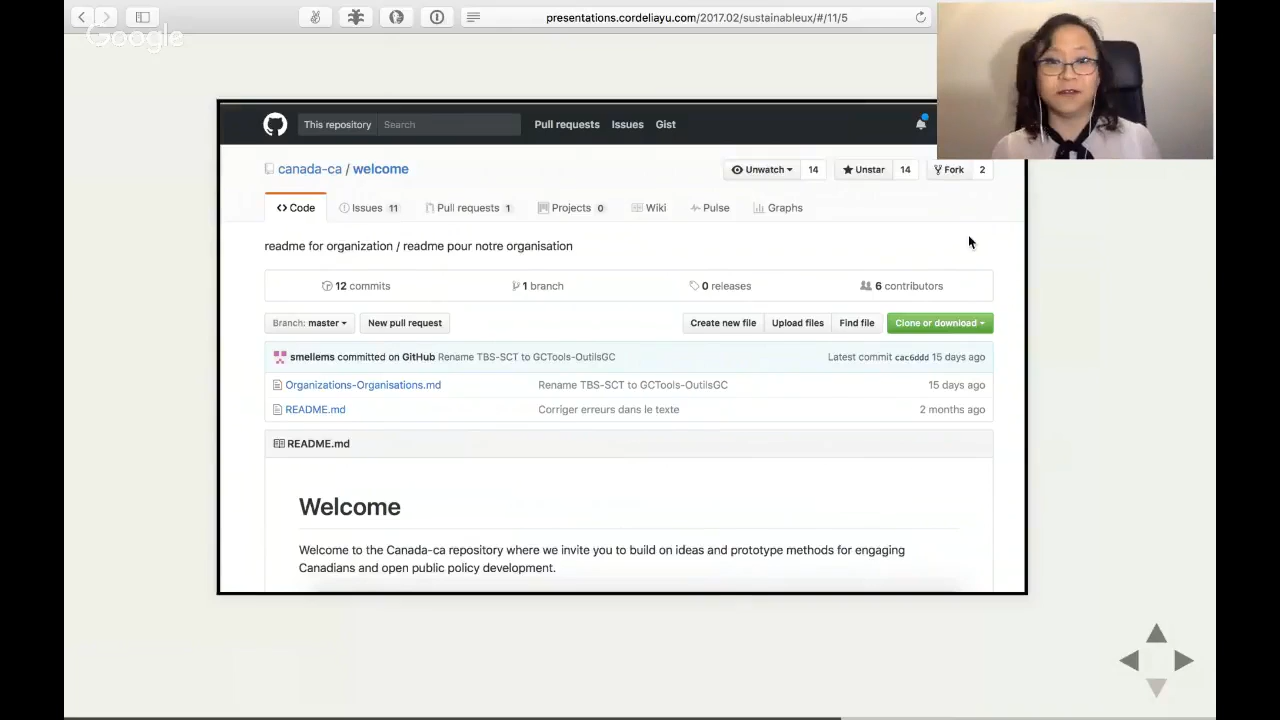 presentations.cordeliayu.com/2017.02/sustainableux/#/11/5
Google
This repository Search Pull requests Issues Gist
canada-ca / welcome Unwatch 14 Unstar 14 Fork 2
Code Issues 11 Pull requests 1 Projects 0 Wiki Pulse Graphs
readme for organization / readme pour notre organisation
12 commits 1 branch 0 releases 6 contributors
Branch: master New pull request Create new file Upload files Find file Clone or download
smellems committed on GitHub Rename TBS-SCT to GCTools-OutilsGC Latest commit cac6ddd 15 days ago
Organizations-Organisations.md Rename TBS-SCT to GCTools-OutilsGC 15 days ago
README.md Corriger erreurs dans le texte 2 months ago
README.md
Welcome
Welcome to the Canada-ca repository where we invite you to build on ideas and prototype methods for engaging
Canadians and open public policy development.